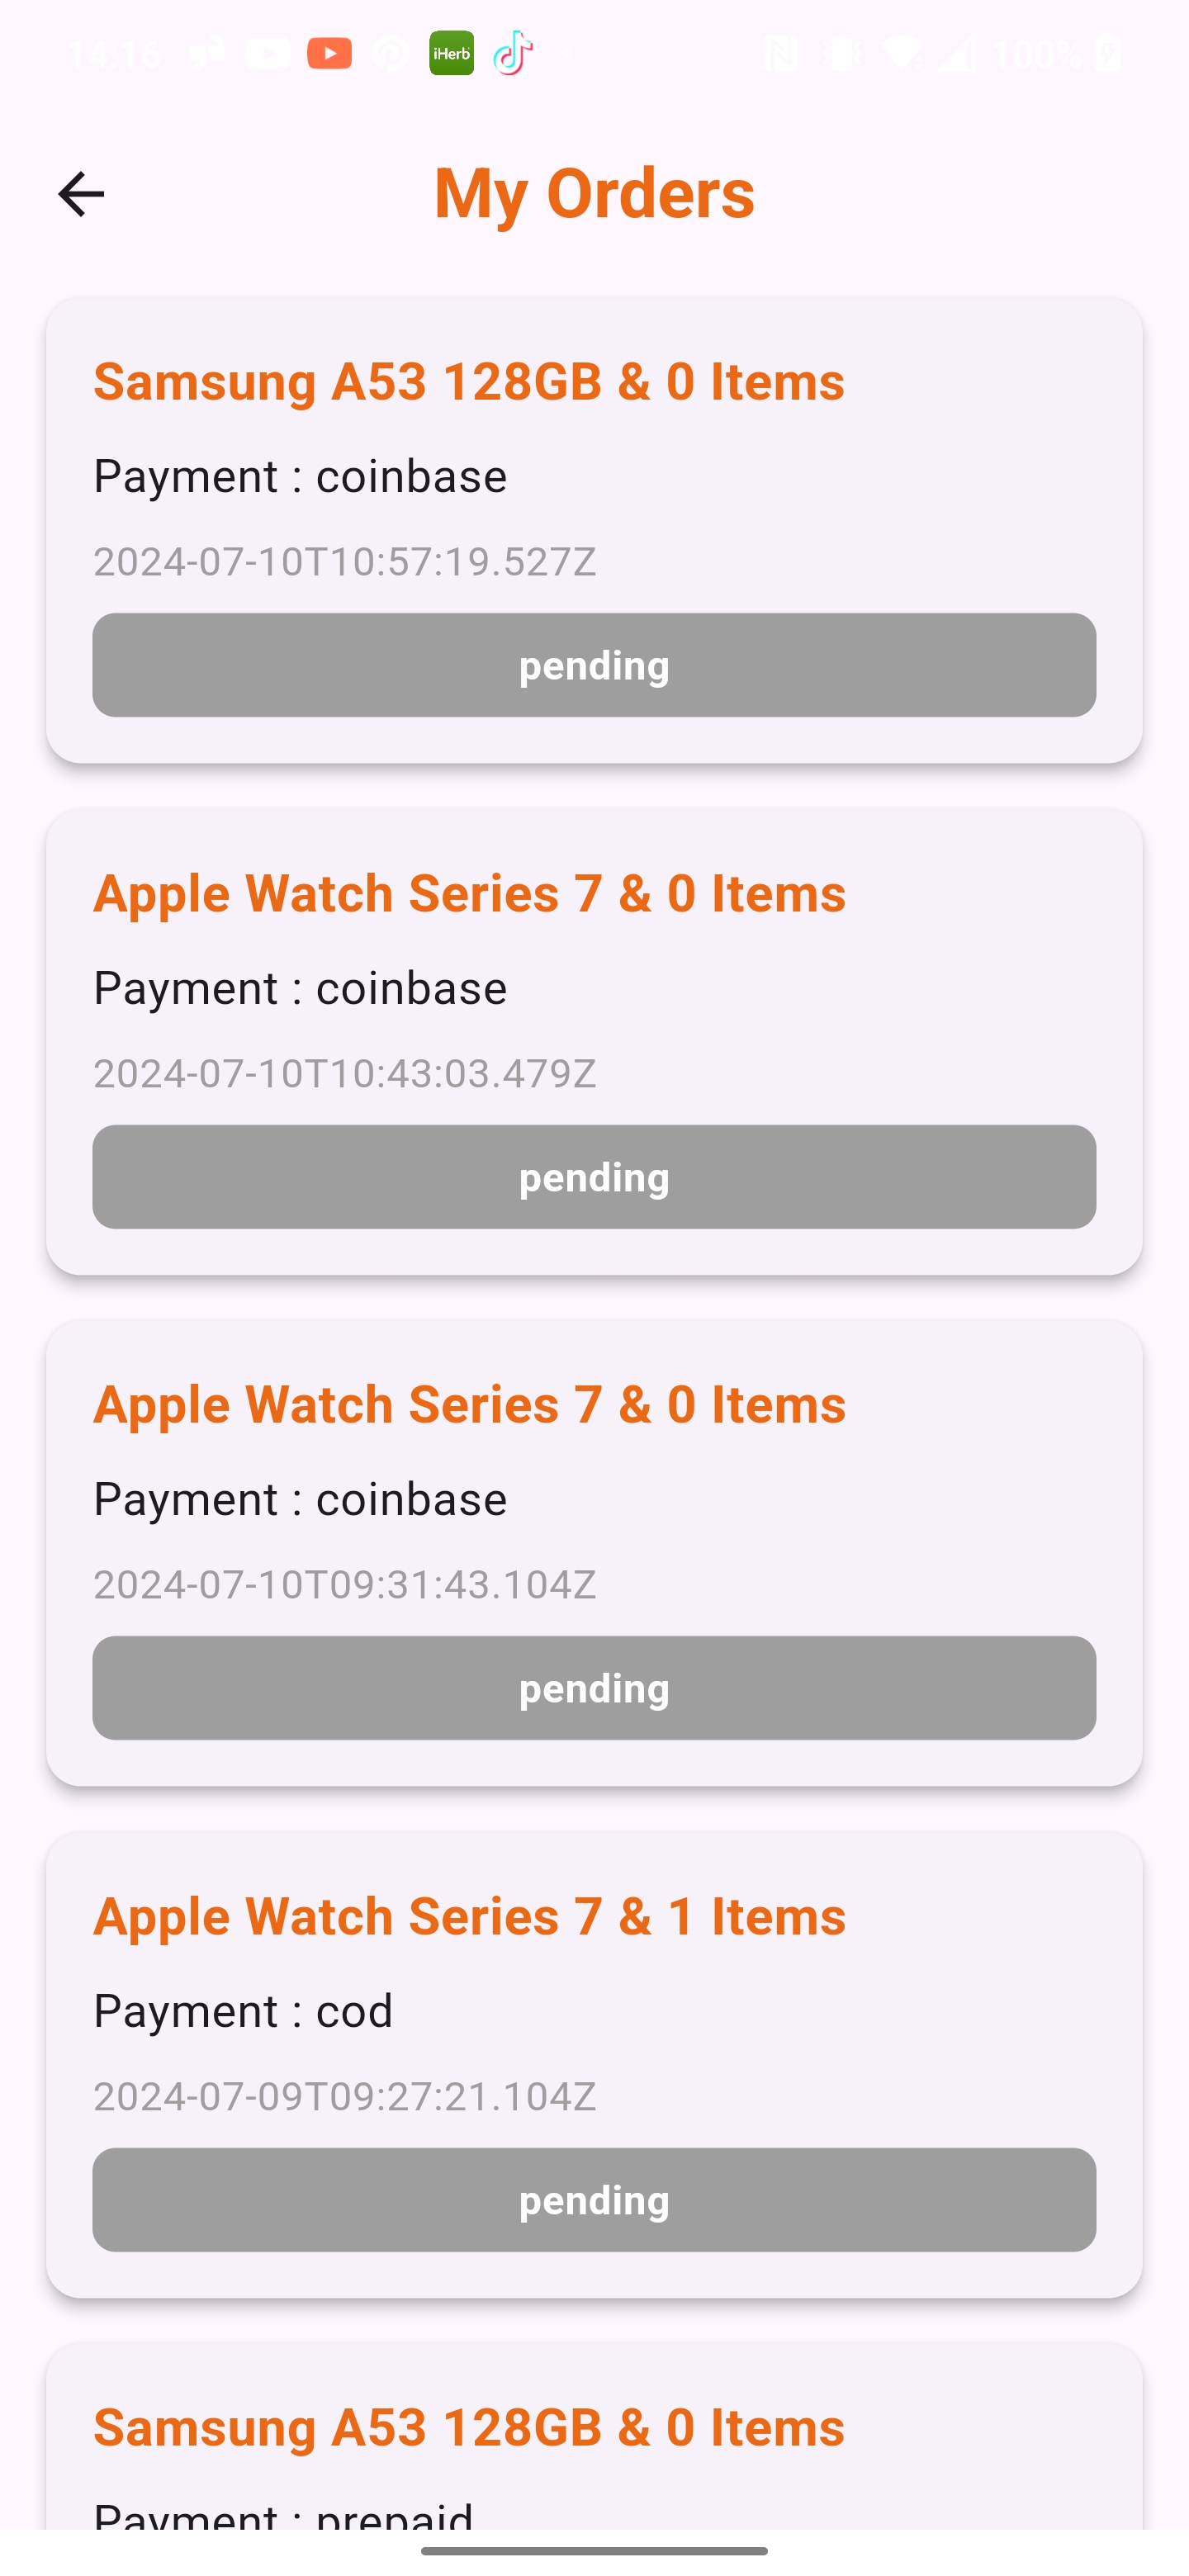 14:16 iHerb 100%
My Orders
Samsung A53 128GB & 0 Items
Payment : coinbase
2024-07-10T10:57:19.527Z
pending
Apple Watch Series 7 & 0 Items
Payment : coinbase
2024-07-10T10:43:03.479Z
pending
Apple Watch Series 7 & 0 Items
Payment : coinbase
2024-07-10T09:31:43.104Z
pending
Apple Watch Series 7 & 1 Items
Payment : cod
2024-07-09T09:27:21.104Z
pending
Samsung A53 128GB & 0 Items
Payment : prepaid